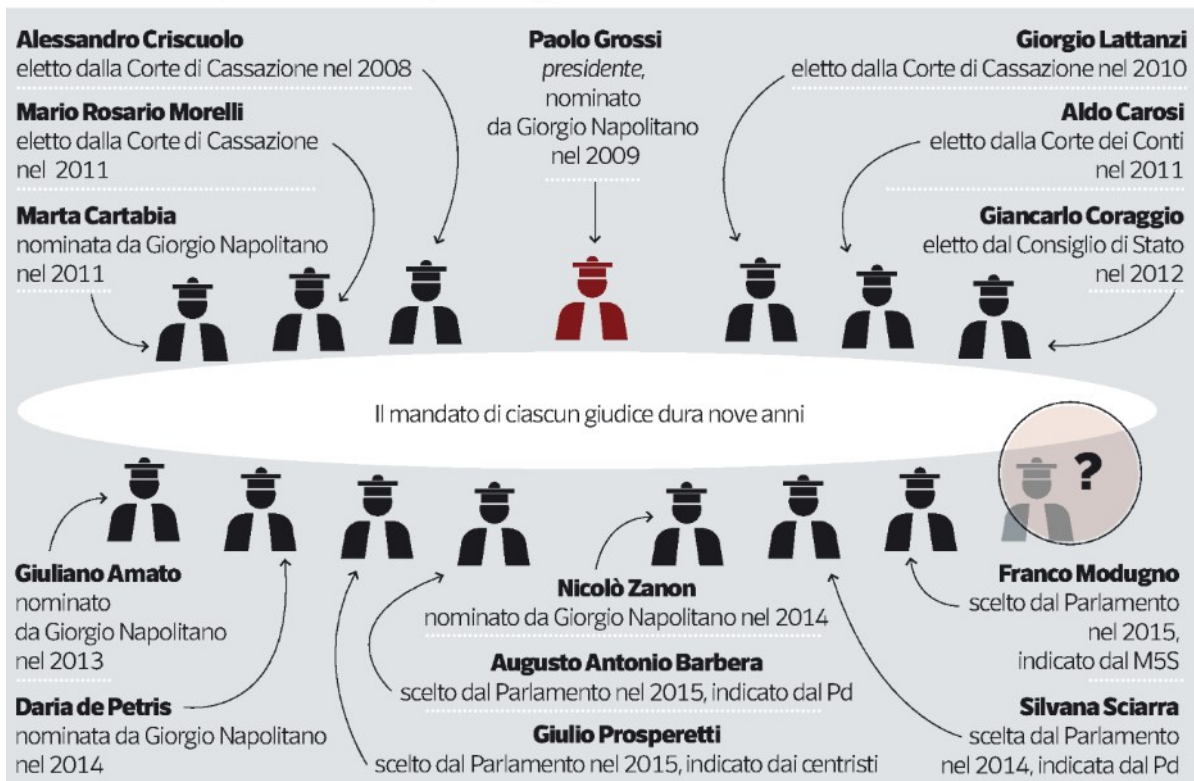 Alessandro Criscuolo
eletto dalla Corte di Cassazione nel 2008
Mario Rosario Morelli
eletto dalla Corte di Cassazione
nel 2011
Marta Cartabia
nominata da Giorgio Napolitano
nel 2011
Paolo Grossi
presidente,
nominato
da Giorgio Napolitano
nel 2009
Giorgio Lattanzi
eletto dalla Corte di Cassazione nel 2010
Aldo Carosi
eletto dalla Corte dei Conti
nel 2011
Giancarlo Coraggio
eletto dal Consiglio di Stato
nel 2012
Il mandato di ciascun giudice dura nove anni
?
Giuliano Amato
nominato
da Giorgio Napolitano
nel 2013
Daria de Petris
nominata da Giorgio Napolitano
nel 2014
Nicolò Zanon
nominato da Giorgio Napolitano nel 2014
Augusto Antonio Barbera
scelto dal Parlamento nel 2015, indicato dal Pd
Giulio Prosperetti
scelto dal Parlamento nel 2015, indicato dai centristi
Franco Modugno
scelto dal Parlamento
nel 2015,
indicato dal M5S
Silvana Sciarra
scelta dal Parlamento
nel 2014, indicata dal Pd